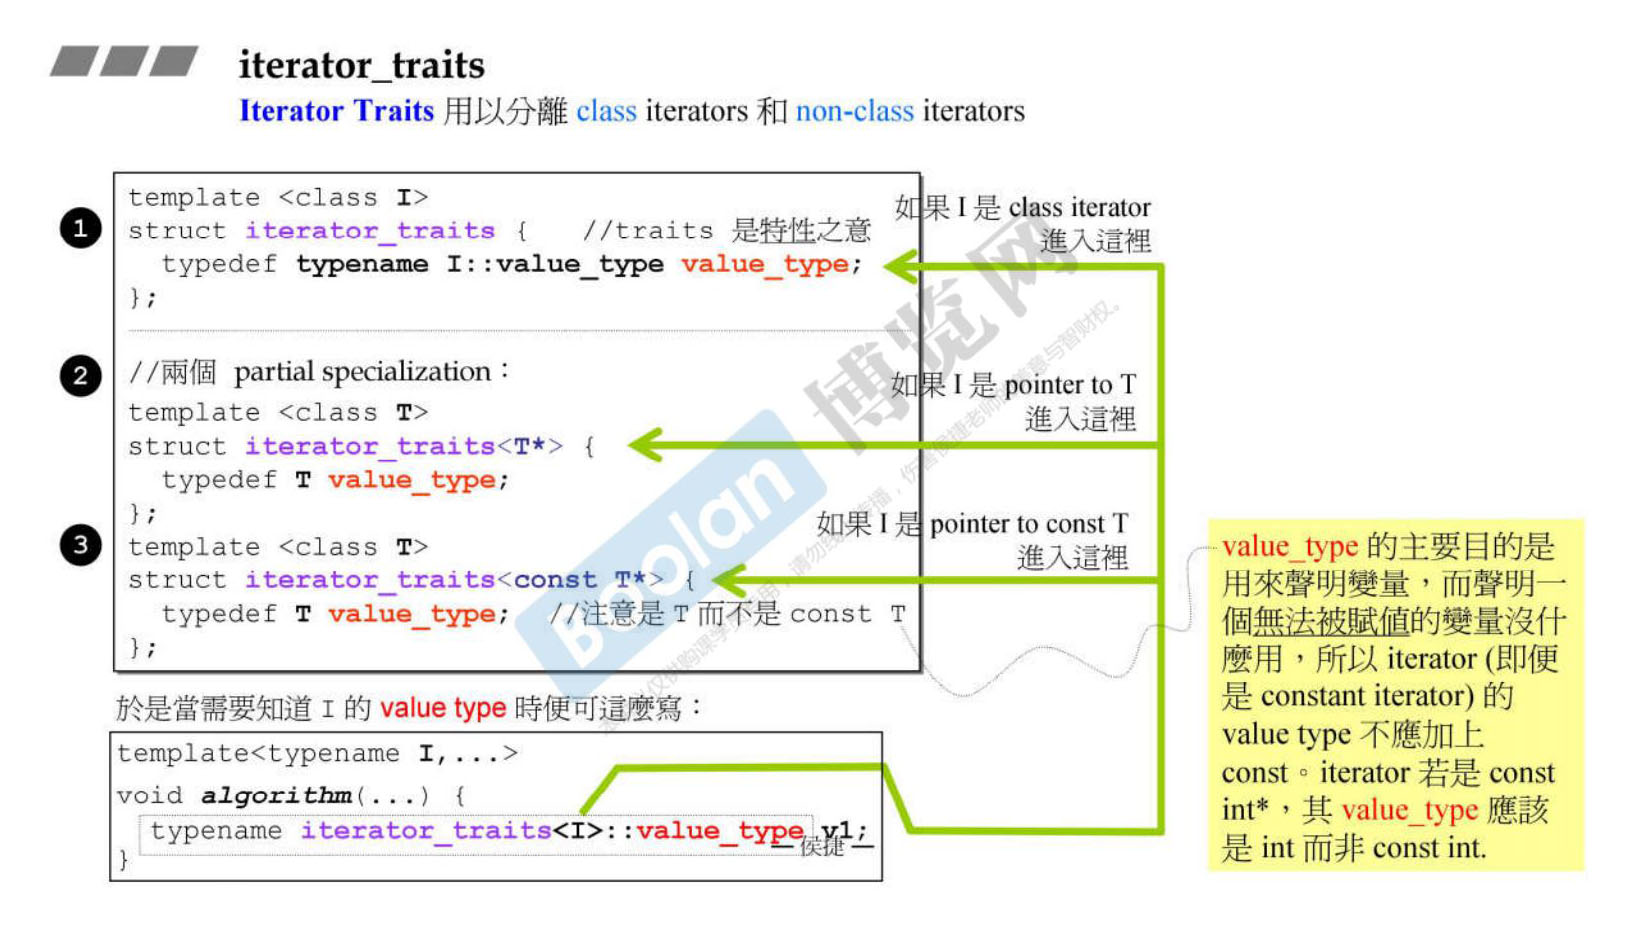 iterator_traits
Iterator Traits 用以分離 class iterators 和 non-class iterators
1
template <class I>
struct iterator_traits { //traits 是特性之意
typedef typename I::value_type value_type;
};
如果 I 是 class iterator
進入這裡
2
//兩個 partial specialization：
template <class T>
struct iterator_traits<T*> {
typedef T value_type;
};
如果 I 是 pointer to T
進入這裡
3
template <class T>
struct iterator_traits<const T*> {
typedef T value_type; //注意是 T 而不是 const T
};
如果 I 是 pointer to const T
進入這裡
value_type 的主要目的是
用來聲明變量，而聲明一
個無法被賦值的變量沒什
麼用，所以 iterator (即便
是 constant iterator) 的
value type 不應加上
const。iterator 若是 const
int*，其 value_type 應該
是 int 而非 const int.
於是當需要知道 I 的 value type 時便可這麼寫：
template<typename I,...>
void algorithm(...) {
typename iterator_traits<I>::value_type v1;
}
— 侯捷 —
Boolan
博览网